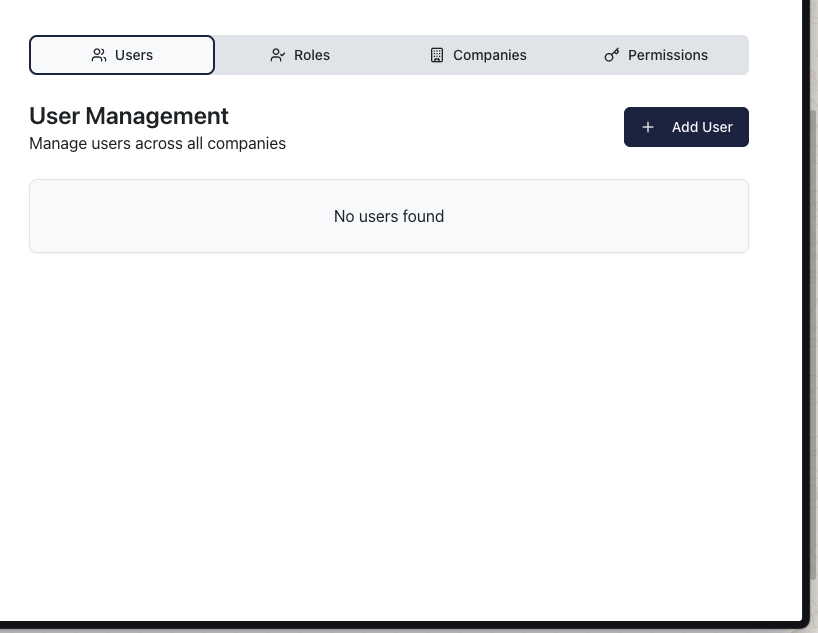 Users
Roles
Companies
Permissions
User Management
Manage users across all companies
Add User
No users found